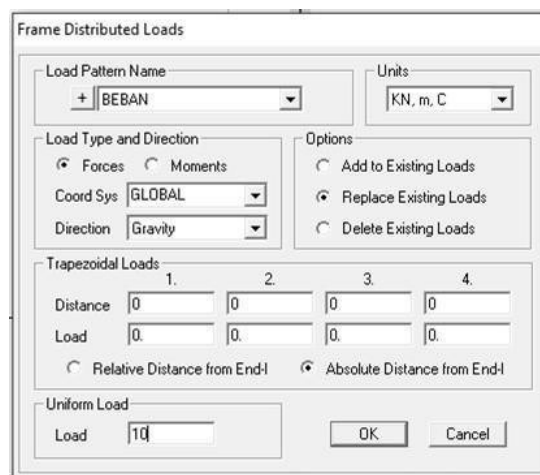 Frame Distributed Loads
Load Pattern Name
+ BEBAN
Units
KN, m, C
Load Type and Direction
Forces Moments
Coord Sys GLOBAL
Direction Gravity
Options
Add to Existing Loads
Replace Existing Loads
Delete Existing Loads
Trapezoidal Loads
1. 2. 3. 4.
Distance 0 0 0 0
Load 0. 0. 0. 0.
Relative Distance from End-I Absolute Distance from End-I
Uniform Load
Load 10
OK Cancel